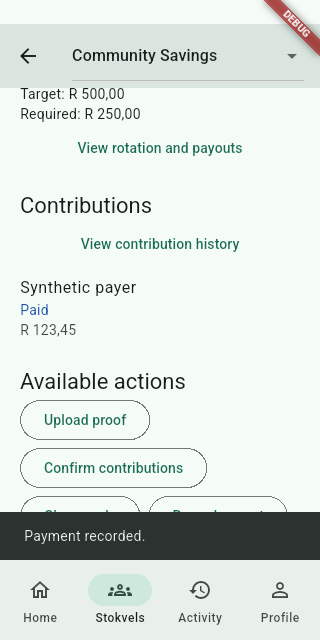 DEBUG
Community Savings
Target: R 500,00
Required: R 250,00
View rotation and payouts
Contributions
View contribution history
Synthetic payer
Paid
R 123,45
Available actions
Upload proof
Confirm contributions
Payment recorded.
Home
Stokvels
Activity
Profile